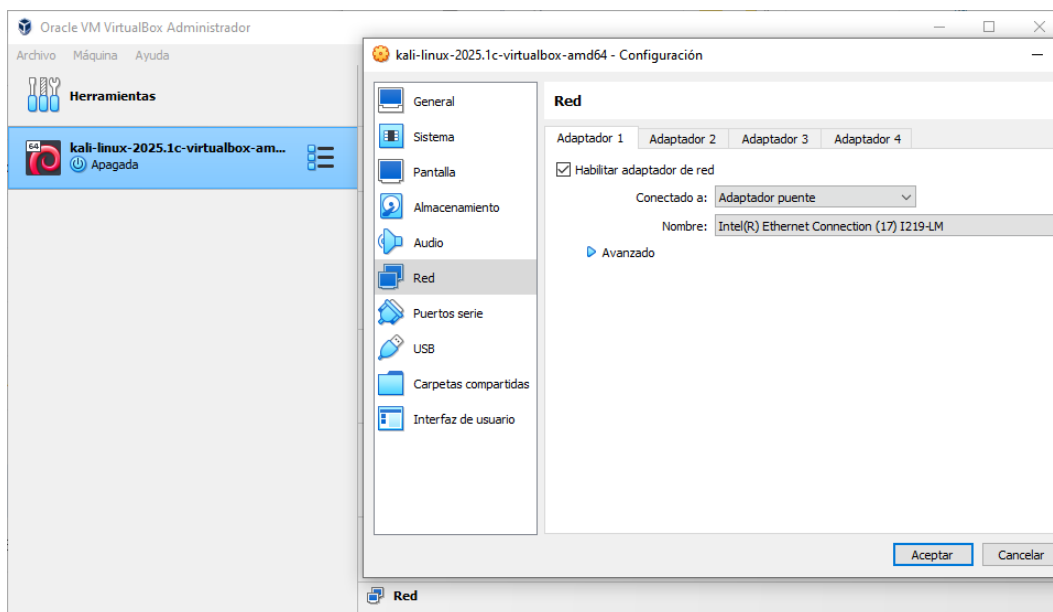 Oracle VM VirtualBox Administrador
Archivo Máquina Ayuda
Herramientas
64
kali-linux-2025.1c-virtualbox-am...
Apagada
kali-linux-2025.1c-virtualbox-amd64 - Configuración
General
Sistema
Pantalla
Almacenamiento
Audio
Red
Puertos serie
USB
Carpetas compartidas
Interfaz de usuario
Red
Adaptador 1 Adaptador 2 Adaptador 3 Adaptador 4
Habilitar adaptador de red
Conectado a: Adaptador puente
Nombre: Intel(R) Ethernet Connection (17) I219-LM
Avanzado
Aceptar Cancelar
Red